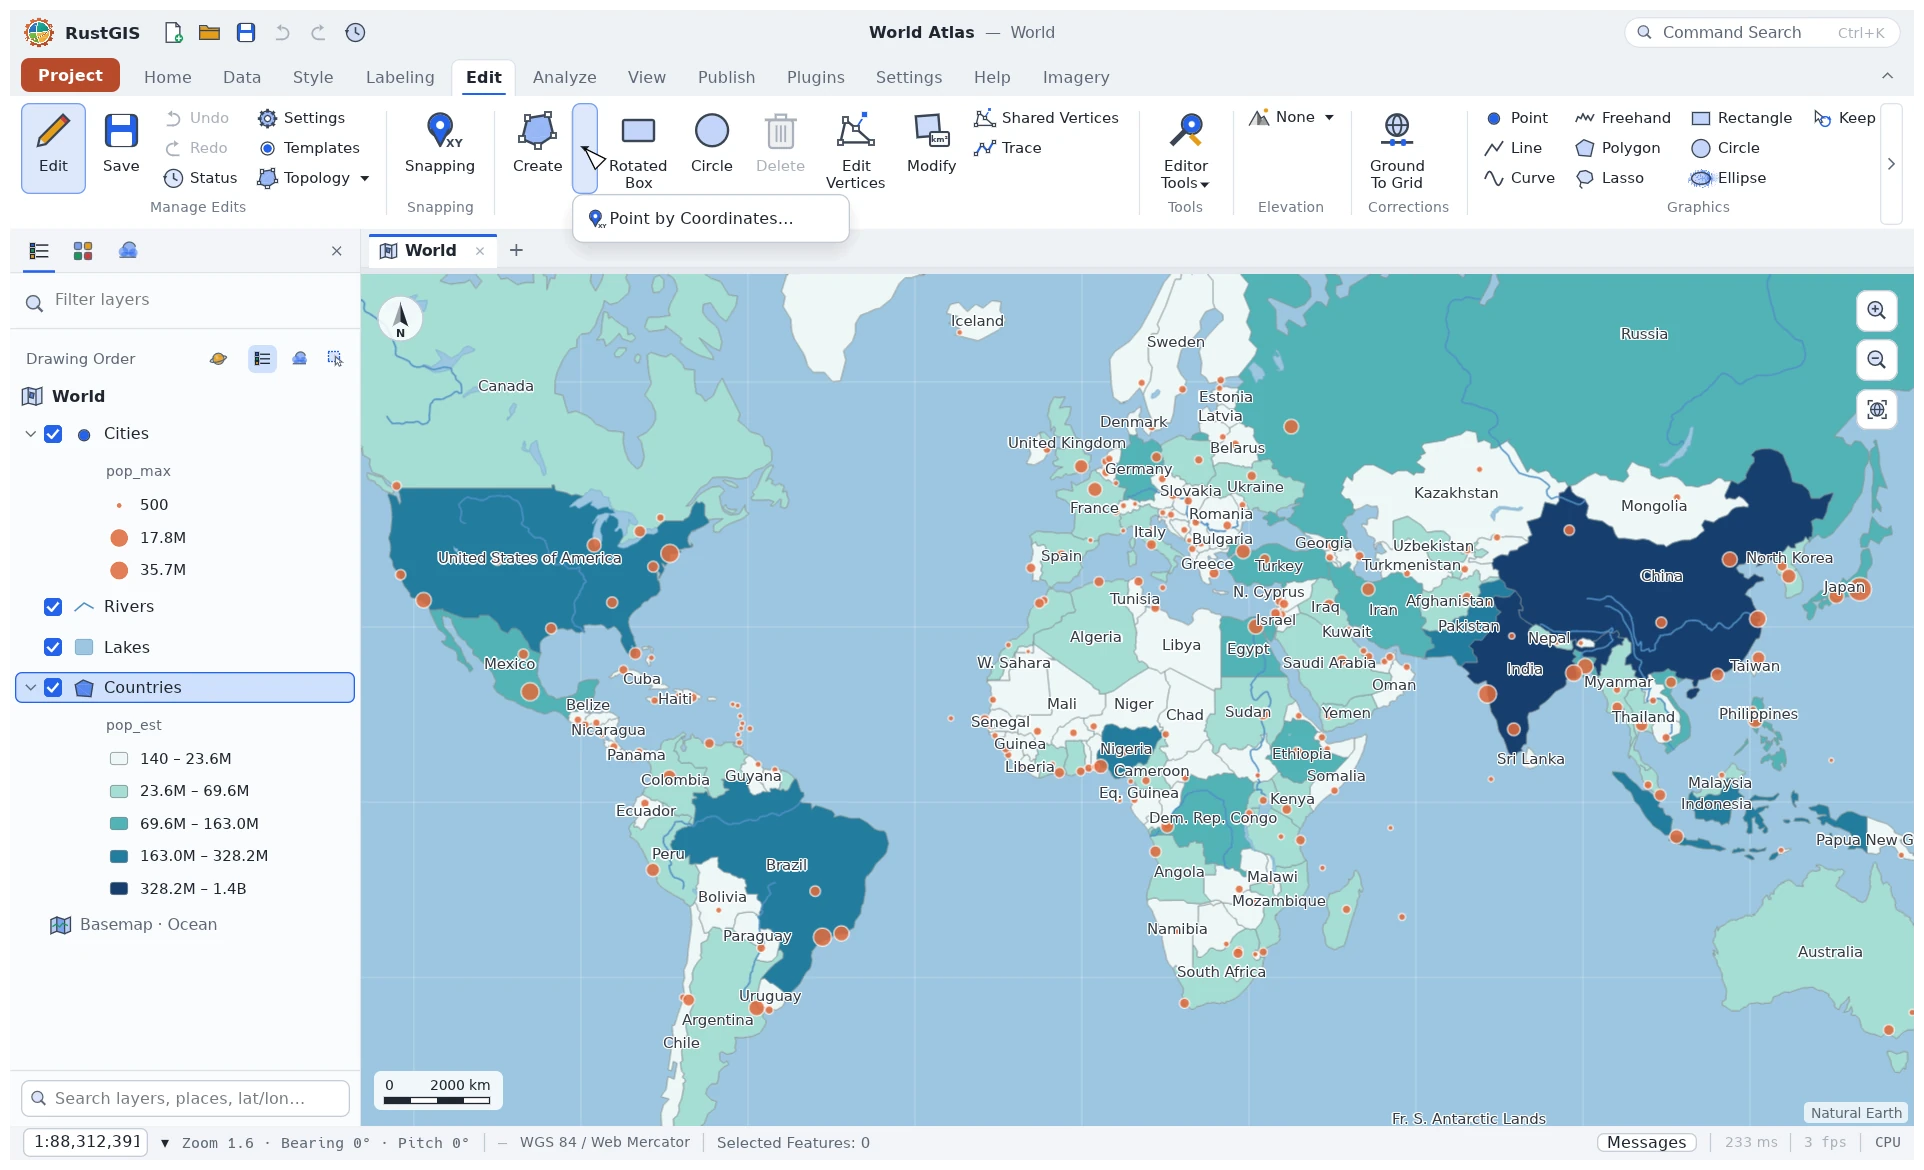 RustGIS
World Atlas — World
Command Search Ctrl+K
Project Home Data Style Labeling Edit Analyze View Publish Plugins Settings Help Imagery
Edit
Save
Undo
Redo
Status
Settings
Templates
Topology
Manage Edits
XY
Snapping
Snapping
Create
Rotated
Box
Circle
Delete
Edit
Vertices
km²
Modify
Shared Vertices
Trace
Editor
Tools
Tools
None
Elevation
Ground
To Grid
Corrections
Point
Line
Curve
Freehand
Polygon
Lasso
Rectangle
Circle
Ellipse
Keep
Graphics
XY
Point by Coordinates...
World
Filter layers
Drawing Order
World
Cities
pop_max
500
17.8M
35.7M
Rivers
Lakes
Countries
pop_est
140 – 23.6M
23.6M – 69.6M
69.6M – 163.0M
163.0M – 328.2M
328.2M – 1.4B
Basemap · Ocean
Search layers, places, lat/lon...
N
Iceland
Sweden
Russia
Canada
Estonia
Latvia
Denmark
United Kingdom
Belarus
Germany
Slovakia
Ukraine
Kazakhstan
Mongolia
France
Romania
Italy
Bulgaria
Georgia
Uzbekistan
United States of America
Spain
Greece
Turkey
Turkmenistan
North Korea
China
Japan
N. Cyprus
Tunisia
Iraq
Iran
Afghanistan
Israel
Pakistan
Kuwait
Algeria
Libya
Egypt
Nepal
Mexico
W. Sahara
Saudi Arabia
India
Taiwan
Cuba
Oman
Myanmar
Haiti
Belize
Mali
Niger
Chad
Sudan
Yemen
Senegal
Thailand
Philippines
Nicaragua
Guinea
Nigeria
Panama
Ethiopia
Sri Lanka
Liberia
Cameroon
Colombia
Guyana
Somalia
Malaysia
Eq. Guinea
Kenya
Indonesia
Ecuador
Dem. Rep. Congo
Papua New G
Peru
Brazil
Angola
Malawi
Bolivia
Mozambique
Paraguay
Namibia
Australia
South Africa
Uruguay
Argentina
Chile
0 2000 km
Fr. S. Antarctic Lands
Natural Earth
1:88,312,391 Zoom 1.6 · Bearing 0° · Pitch 0° — WGS 84 / Web Mercator Selected Features: 0 Messages 233 ms 3 fps CPU